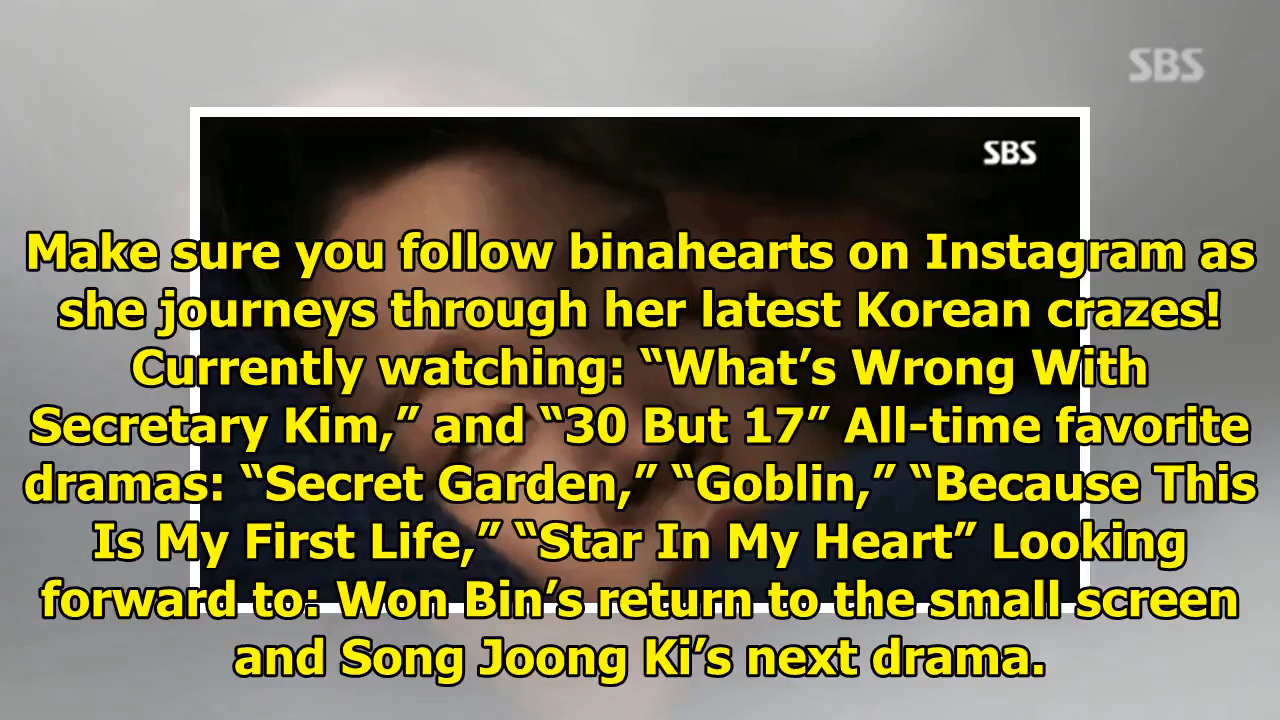 SBS
SBS
Make sure you follow binahearts on Instagram as
she journeys through her latest Korean crazes!
Currently watching: “What’s Wrong With
Secretary Kim,” and “30 But 17” All-time favorite
dramas: “Secret Garden,” “Goblin,” “Because This
Is My First Life,” “Star In My Heart” Looking
forward to: Won Bin’s return to the small screen
and Song Joong Ki’s next drama.